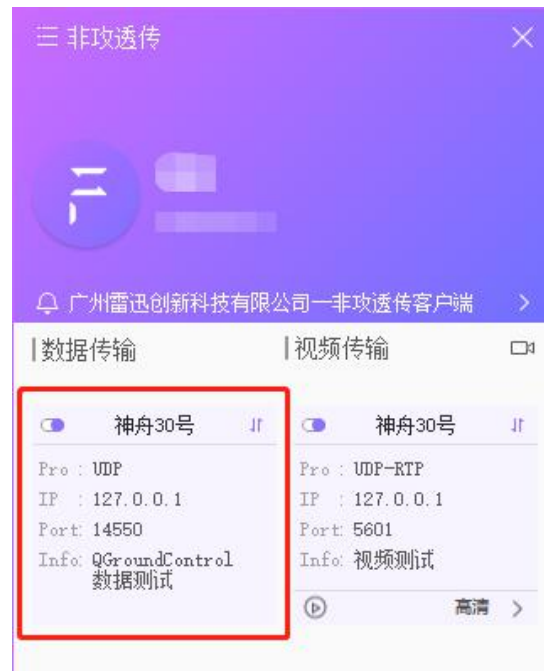 非攻透传
广州雷迅创新科技有限公司一非攻透传客户端
数据传输
视频传输
神舟30号
Pro : UDP
IP : 127.0.0.1
Port: 14550
Info: QGroundControl
数据测试
神舟30号
Pro : UDP-RTP
IP : 127.0.0.1
Port: 5601
Info: 视频测试
高清